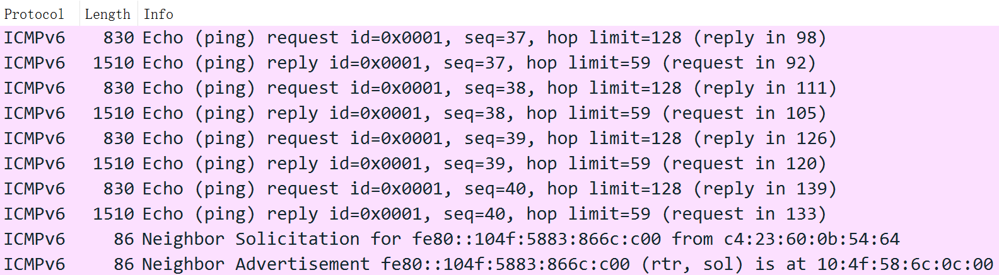 Protocol Length Info
ICMPv6 830 Echo (ping) request id=0x0001, seq=37, hop limit=128 (reply in 98)
ICMPv6 1510 Echo (ping) reply id=0x0001, seq=37, hop limit=59 (request in 92)
ICMPv6 830 Echo (ping) request id=0x0001, seq=38, hop limit=128 (reply in 111)
ICMPv6 1510 Echo (ping) reply id=0x0001, seq=38, hop limit=59 (request in 105)
ICMPv6 830 Echo (ping) request id=0x0001, seq=39, hop limit=128 (reply in 126)
ICMPv6 1510 Echo (ping) reply id=0x0001, seq=39, hop limit=59 (request in 120)
ICMPv6 830 Echo (ping) request id=0x0001, seq=40, hop limit=128 (reply in 139)
ICMPv6 1510 Echo (ping) reply id=0x0001, seq=40, hop limit=59 (request in 133)
ICMPv6 86 Neighbor Solicitation for fe80::104f:5883:866c:c00 from c4:23:60:0b:54:64
ICMPv6 86 Neighbor Advertisement fe80::104f:5883:866c:c00 (rtr, sol) is at 10:4f:58:6c:0c:00